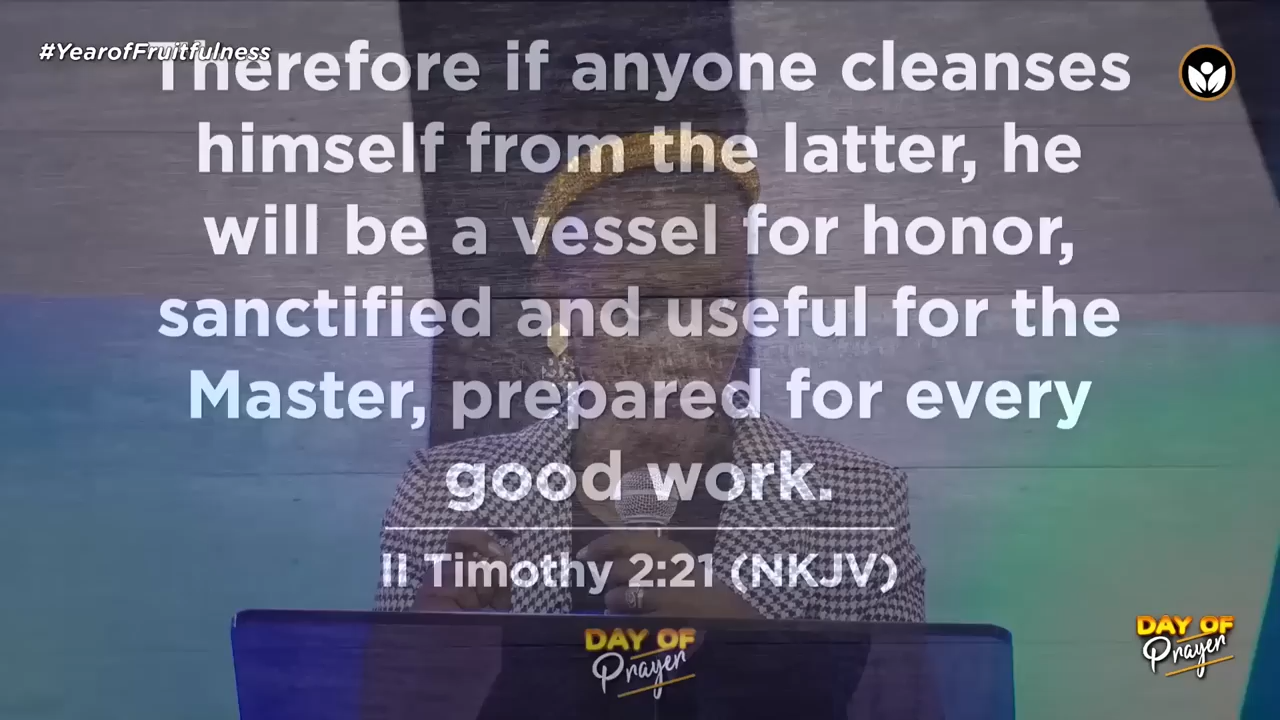 #YearofFruitfulness
Therefore if anyone cleanses
himself from the latter, he
will be a vessel for honor,
sanctified and useful for the
Master, prepared for every
good work.
II Timothy 2:21 (NKJV)
DAY OF
Prayer
DAY OF
Prayer